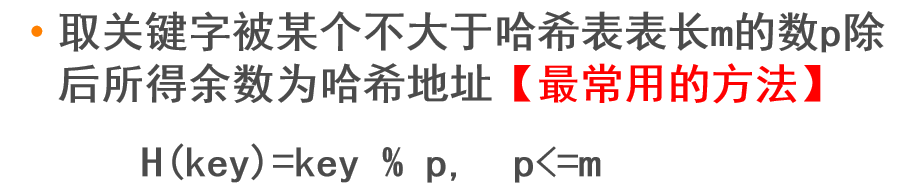 • 取关键字被某个不大于哈希表表长m的数p除
后所得余数为哈希地址【最常用的方法】
H(key)=key % p,  p<=m